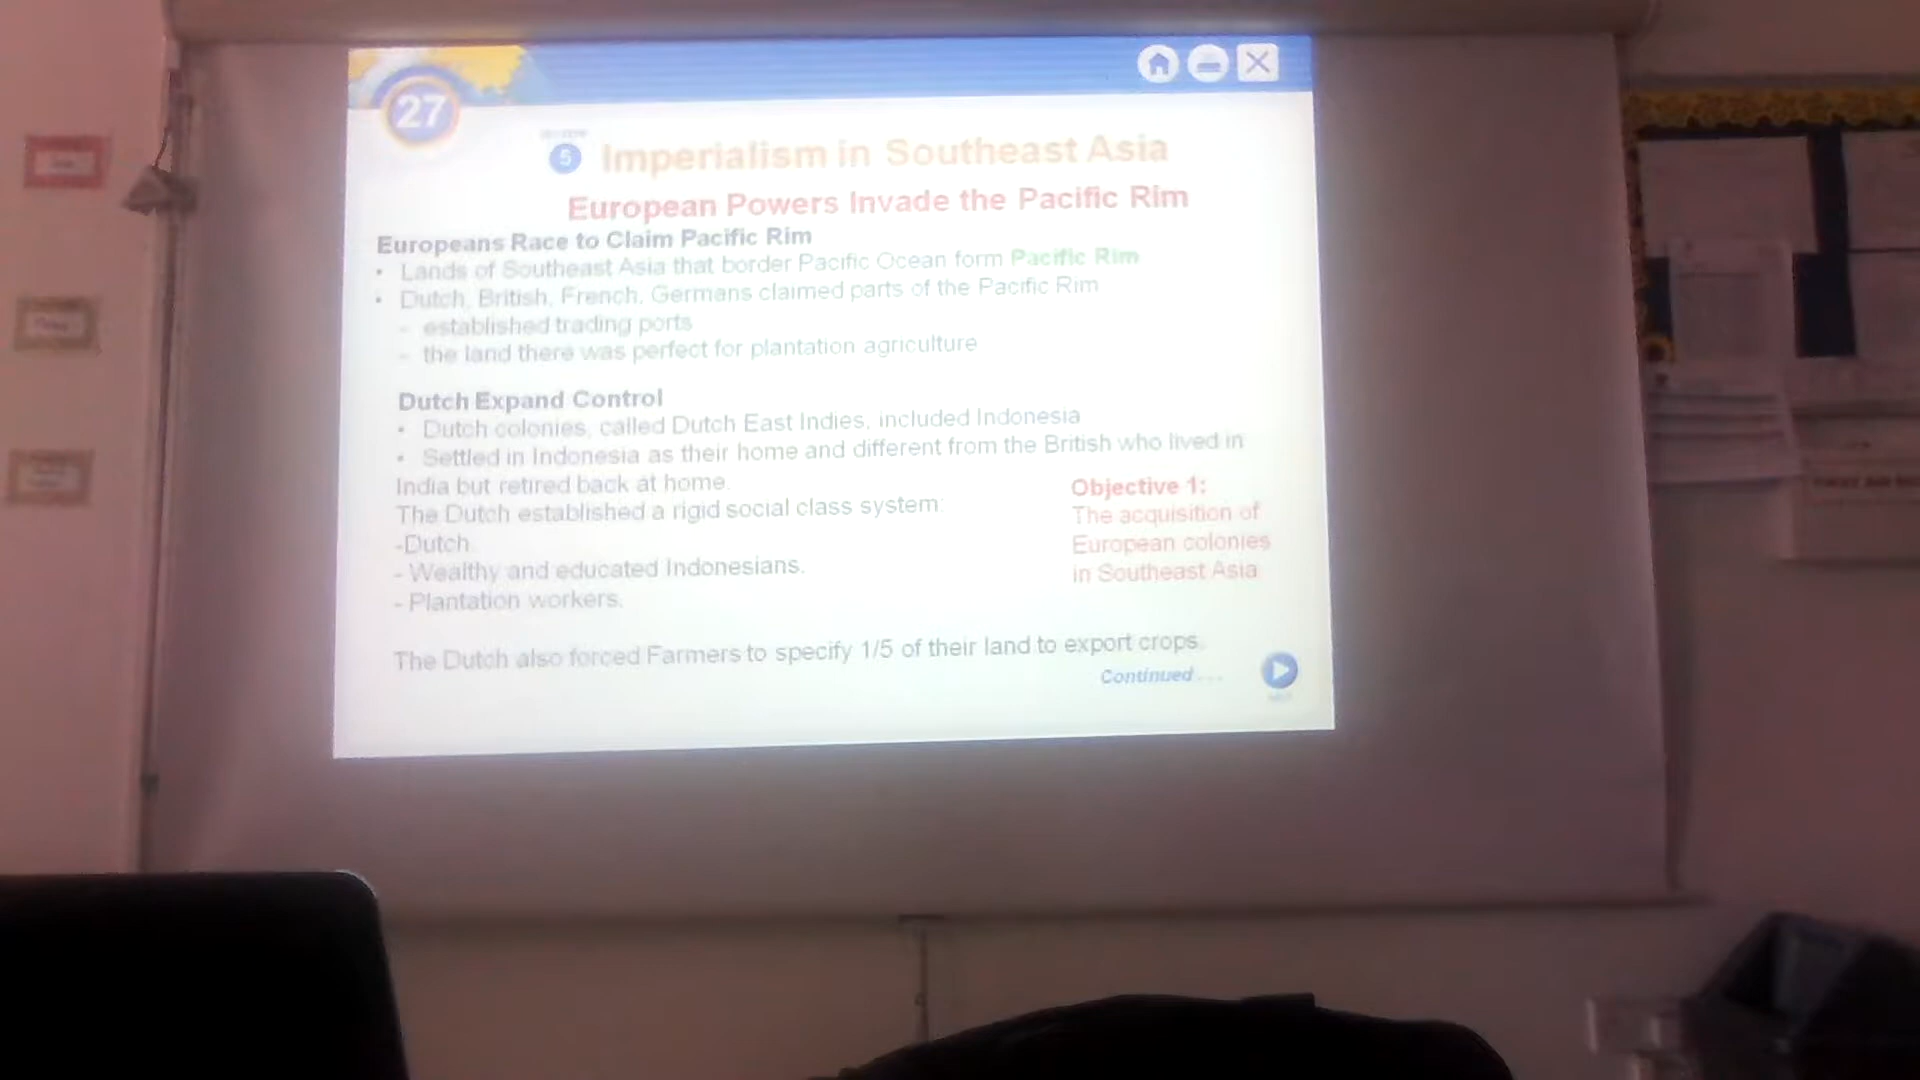 27
5 Imperialism in Southeast Asia
European Powers Invade the Pacific Rim
Europeans Race to Claim Pacific Rim
• Lands of Southeast Asia that border Pacific Ocean form Pacific Rim
• Dutch, British, French, Germans claimed parts of the Pacific Rim
- established trading ports
- the land there was perfect for plantation agriculture
Dutch Expand Control
• Dutch colonies, called Dutch East Indies, included Indonesia
• Settled in Indonesia as their home and different from the British who lived in
India but retired back at home.
The Dutch established a rigid social class system:
-Dutch
- Wealthy and educated Indonesians.
- Plantation workers.
Objective 1:
The acquisition of
European colonies
in Southeast Asia
The Dutch also forced Farmers to specify 1/5 of their land to export crops.
Continued . . .